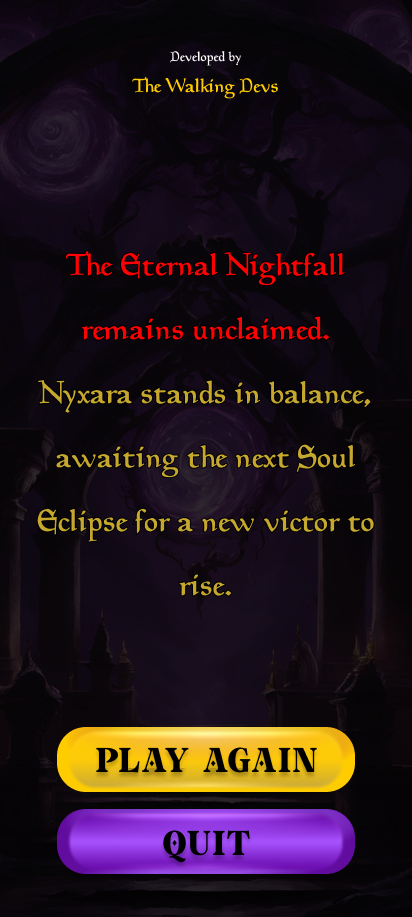 Developed by
The Walking Devs
The Eternal Nightfall
remains unclaimed.
Nyxara stands in balance,
awaiting the next Soul
Eclipse for a new victor to
rise.
PLAY AGAIN
QUIT